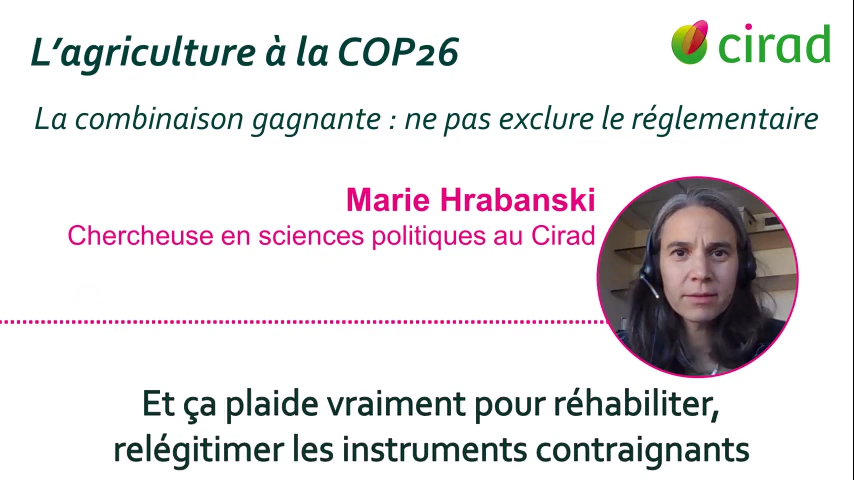 L'agriculture à la COP26
cirad
La combinaison gagnante : ne pas exclure le réglementaire
Marie Hrabanski
Chercheuse en sciences politiques au Cirad
Et ça plaide vraiment pour réhabiliter,
relégitimer les instruments contraignants